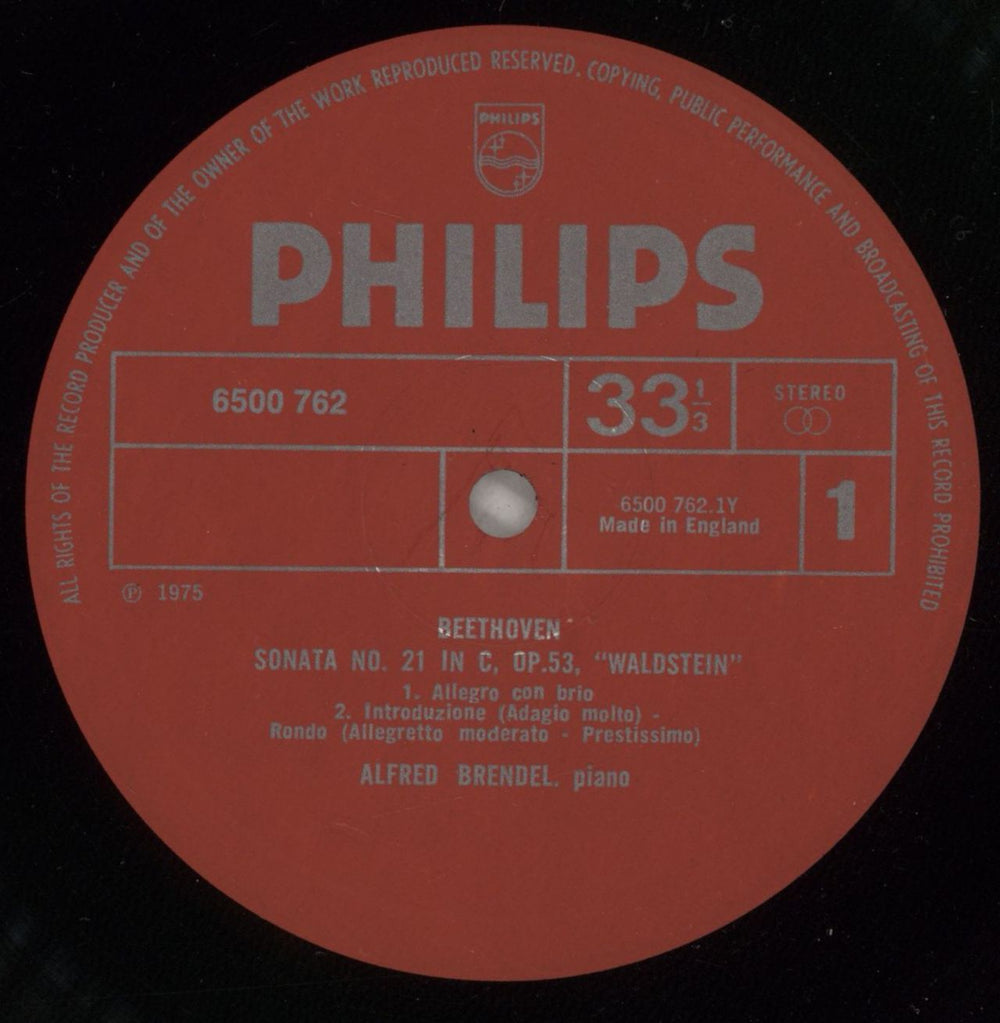 ALL RIGHTS OF THE RECORD PRODUCER AND OF THE OWNER OF THE WORK REPRODUCED RESERVED. COPYING, PUBLIC PERFORMANCE AND BROADCASTING OF THIS RECORD PROHIBITED
PHILIPS
PHILIPS
6500 762
33 1/3
STEREO
6500 762.1Y
Made in England
1
℗ 1975
BEETHOVEN
SONATA NO. 21 IN C, OP.53, “WALDSTEIN”
1. Allegro con brio
2. Introduzione (Adagio molto) -
Rondo (Allegretto moderato - Prestissimo)
ALFRED BRENDEL. piano